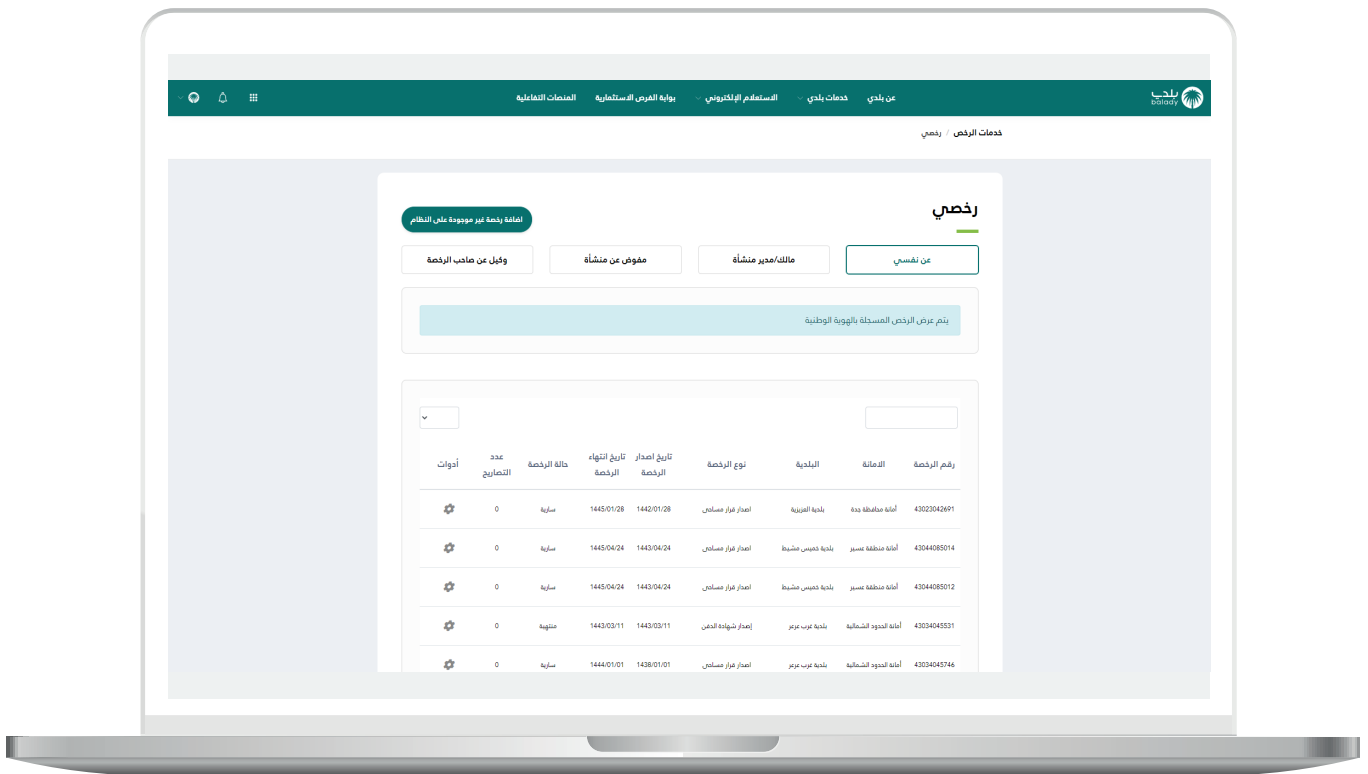 بلدي
balady
عن بلدي خدمات بلدي الاستعلام الإلكتروني بوابة الفرص الاستثمارية المنصات التفاعلية
خدمات الرخص / رخصي
رخصي
اضافة رخصة غير موجودة على النظام
عن نفسي مالك/مدير منشأة مفوض عن منشأة وكيل عن صاحب الرخصة
يتم عرض الرخص المسجلة بالهوية الوطنية
رقم الرخصة الامانة البلدية نوع الرخصة تاريخ اصدار الرخصة تاريخ انتهاء الرخصة حالة الرخصة عدد التصاريح أدوات
43023042691 أمانة محافظة جدة بلدية العزيزية اصدار قرار مساحي 1442/01/28 1445/01/28 سارية 0
43044085014 أمانة منطقة عسير بلدية خميس مشيط اصدار قرار مساحي 1443/04/24 1445/04/24 سارية 0
43044085012 أمانة منطقة عسير بلدية خميس مشيط اصدار قرار مساحي 1443/04/24 1445/04/24 سارية 0
43034045531 أمانة الحدود الشمالية بلدية غرب عرعر إصدار شهادة الدفن 1443/03/11 1443/03/11 منتهية 0
43034045746 أمانة الحدود الشمالية بلدية غرب عرعر اصدار قرار مساحي 1438/01/01 1444/01/01 سارية 0